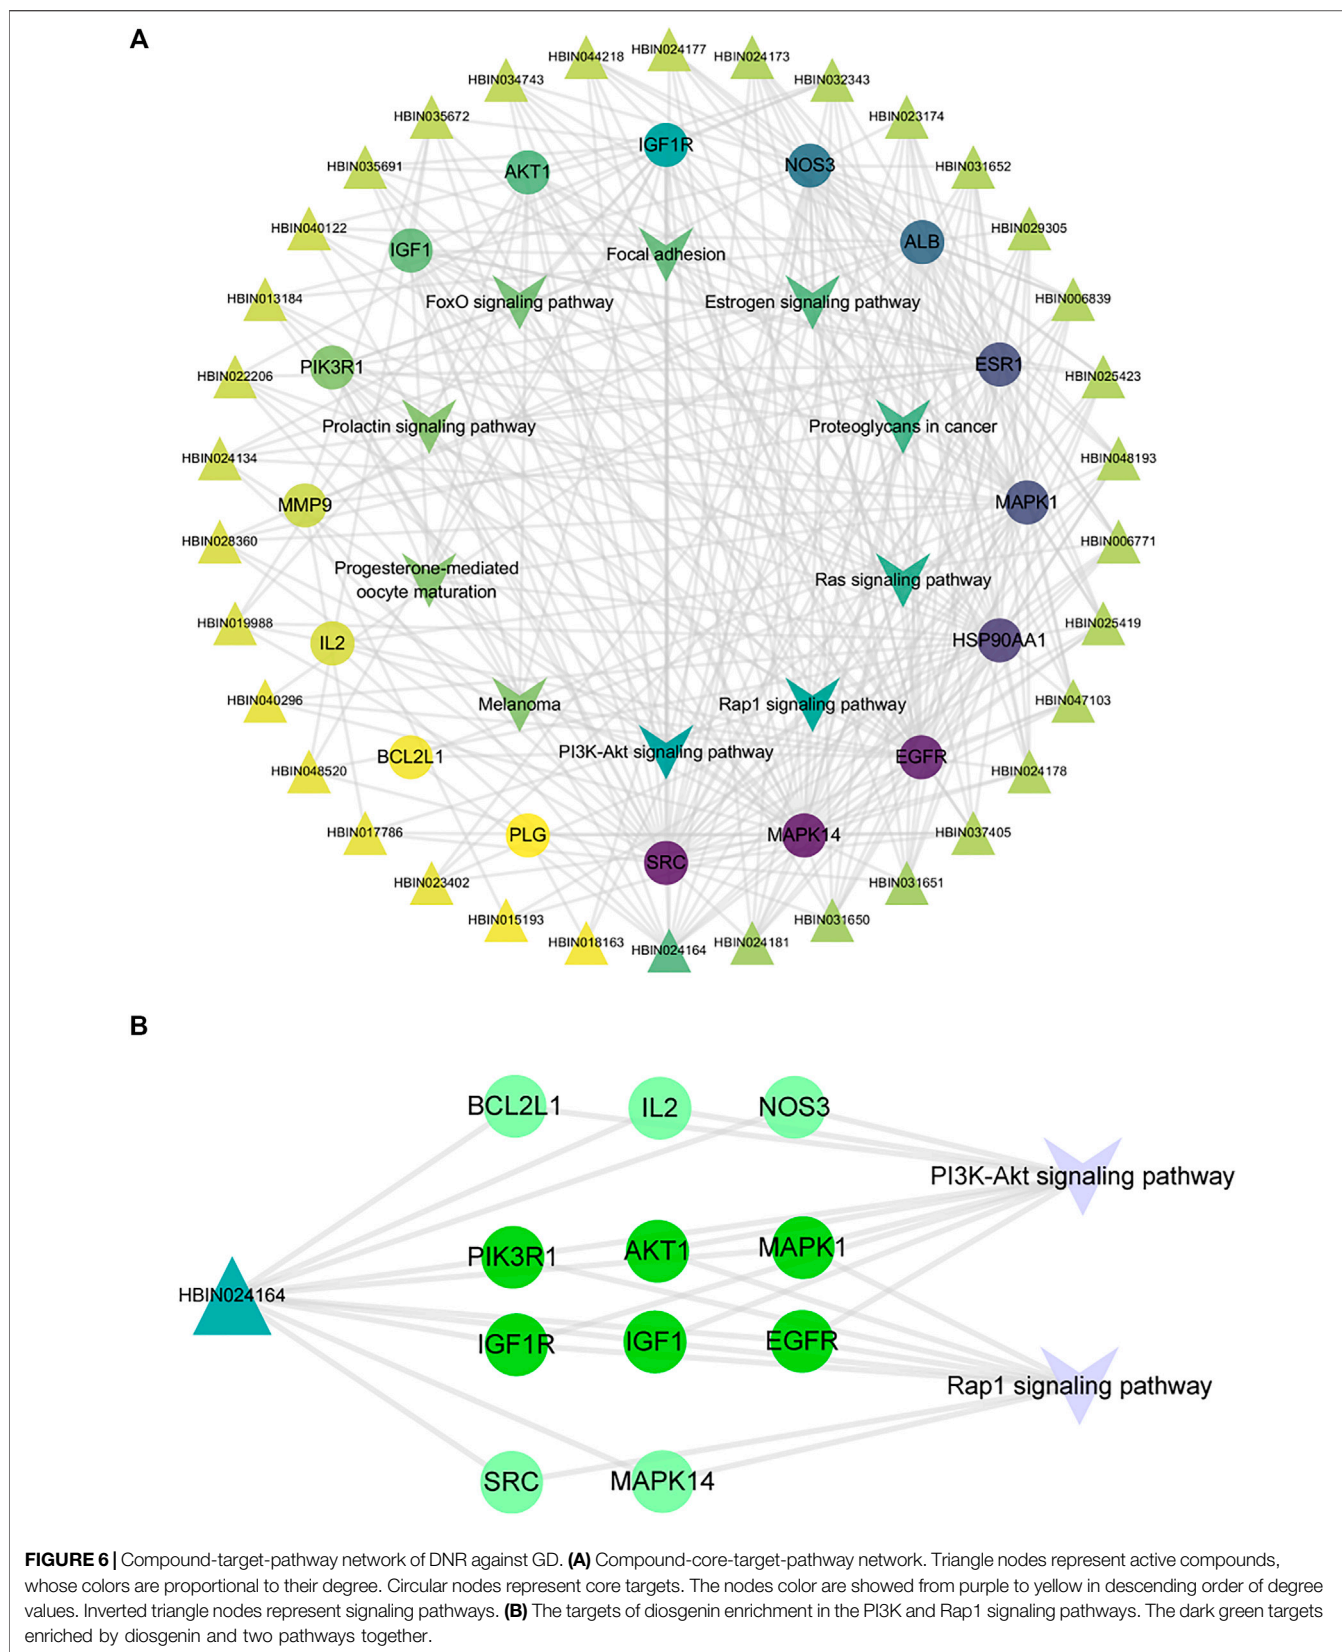 A
HBIN024177
HBIN044218
HBIN024173
HBIN034743
HBIN032343
HBIN035672
HBIN023174
IGF1R
HBIN035691
AKT1
NOS3
HBIN031652
HBIN040122
IGF1
ALB
HBIN029305
Focal adhesion
HBIN013184
FoxO signaling pathway
Estrogen signaling pathway
HBIN006839
HBIN022206
PIK3R1
ESR1
HBIN025423
Prolactin signaling pathway
Proteoglycans in cancer
HBIN024134
HBIN048193
MMP9
MAPK1
HBIN028360
HBIN006771
Progesterone-mediated
oocyte maturation
Ras signaling pathway
HBIN019988
HBIN025419
IL2
HSP90AA1
HBIN040296
Melanoma
Rap1 signaling pathway
HBIN047103
BCL2L1
PI3K-Akt signaling pathway
EGFR
HBIN048520
HBIN024178
HBIN017786
PLG
MAPK14
HBIN037405
SRC
HBIN023402
HBIN031651
HBIN015193
HBIN031650
HBIN018163
HBIN024164
HBIN024181
B
BCL2L1
IL2
NOS3
PI3K-Akt signaling pathway
PIK3R1
AKT1
MAPK1
HBIN024164
IGF1R
IGF1
EGFR
Rap1 signaling pathway
SRC
MAPK14
FIGURE 6 | Compound-target-pathway network of DNR against GD. (A) Compound-core-target-pathway network. Triangle nodes represent active compounds,
whose colors are proportional to their degree. Circular nodes represent core targets. The nodes color are showed from purple to yellow in descending order of degree
values. Inverted triangle nodes represent signaling pathways. (B) The targets of diosgenin enrichment in the PI3K and Rap1 signaling pathways. The dark green targets
enriched by diosgenin and two pathways together.